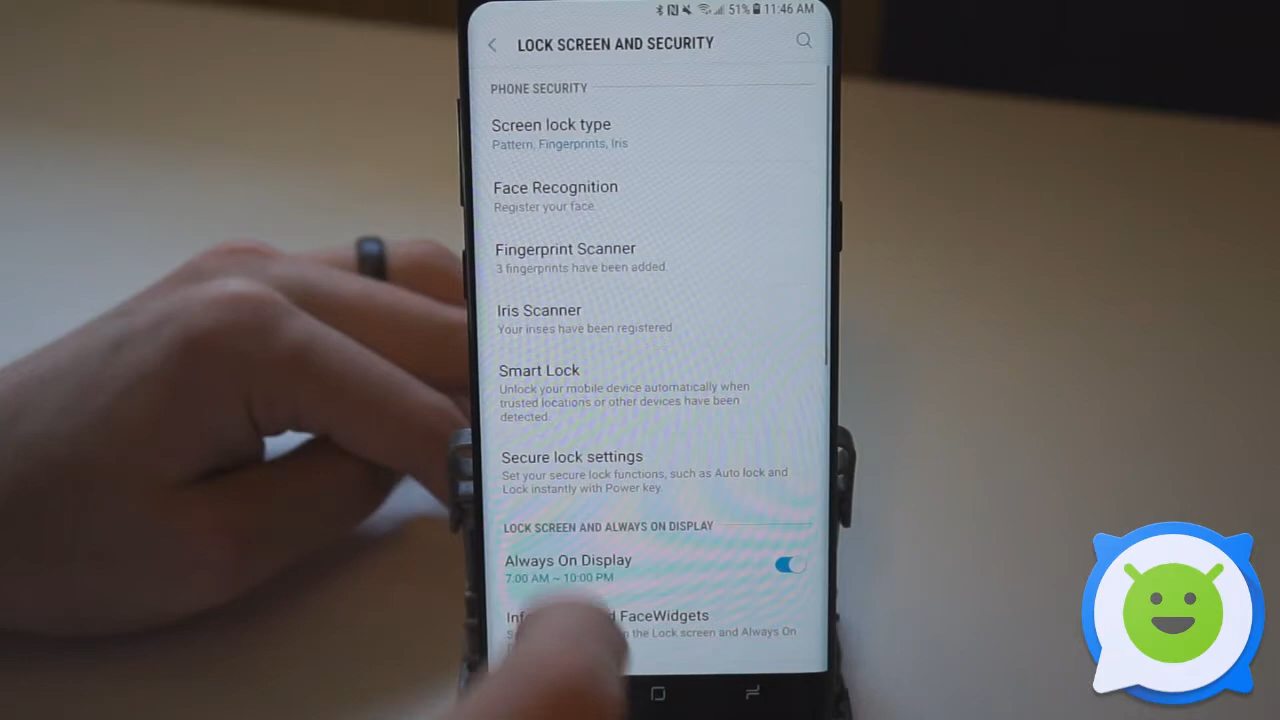 51% 11:46 AM
LOCK SCREEN AND SECURITY
PHONE SECURITY
Screen lock type
Pattern, Fingerprints, Iris
Face Recognition
Register your face.
Fingerprint Scanner
3 fingerprints have been added.
Iris Scanner
Your irises have been registered
Smart Lock
Unlock your mobile device automatically when
trusted locations or other devices have been
detected.
Secure lock settings
Set your secure lock functions, such as Auto lock and
Lock instantly with Power key.
LOCK SCREEN AND ALWAYS ON DISPLAY
Always On Display
7:00 AM ~ 10:00 PM
FaceWidgets
the Lock screen and Always On